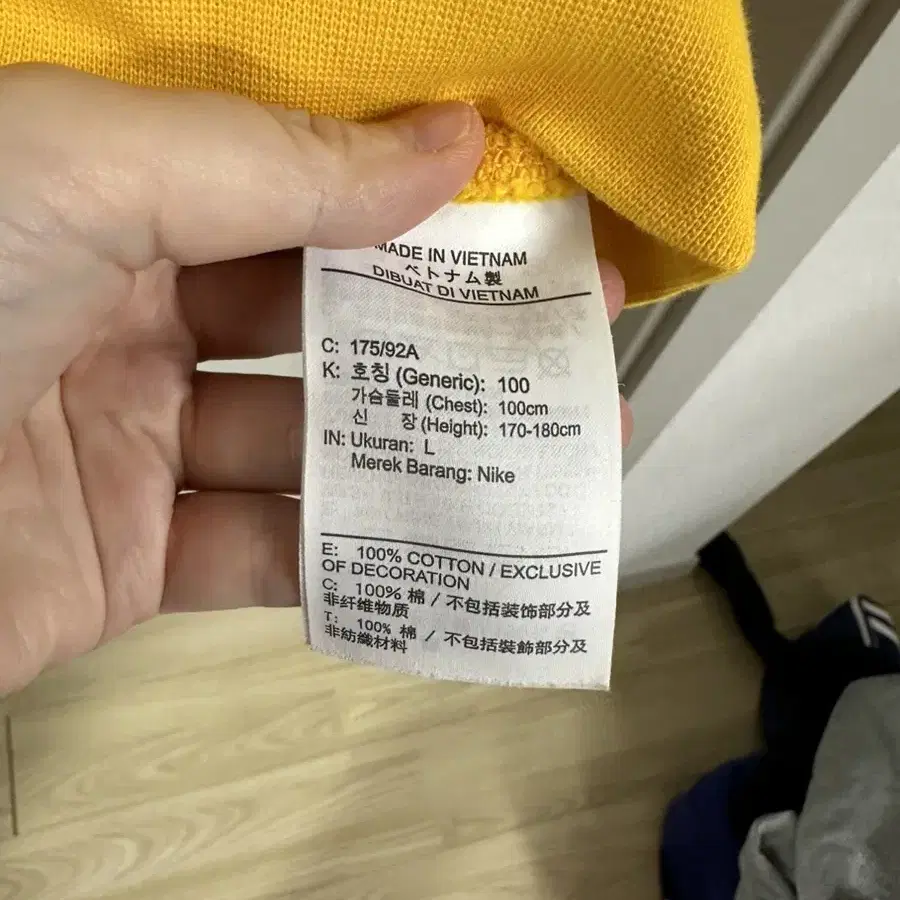 MADE IN VIETNAM
ベトナム製
DIBUAT DI VIETNAM
C: 175/92A
K: 호칭 (Generic): 100
가슴둘레 (Chest): 100cm
신 장 (Height): 170-180cm
IN: Ukuran: L
Merek Barang: Nike
E: 100% COTTON / EXCLUSIVE
OF DECORATION
C: 100% 棉 / 不包括装饰部分及
非纤维物质
T: 100% 棉 / 不包括裝飾部分及
非紡織材料